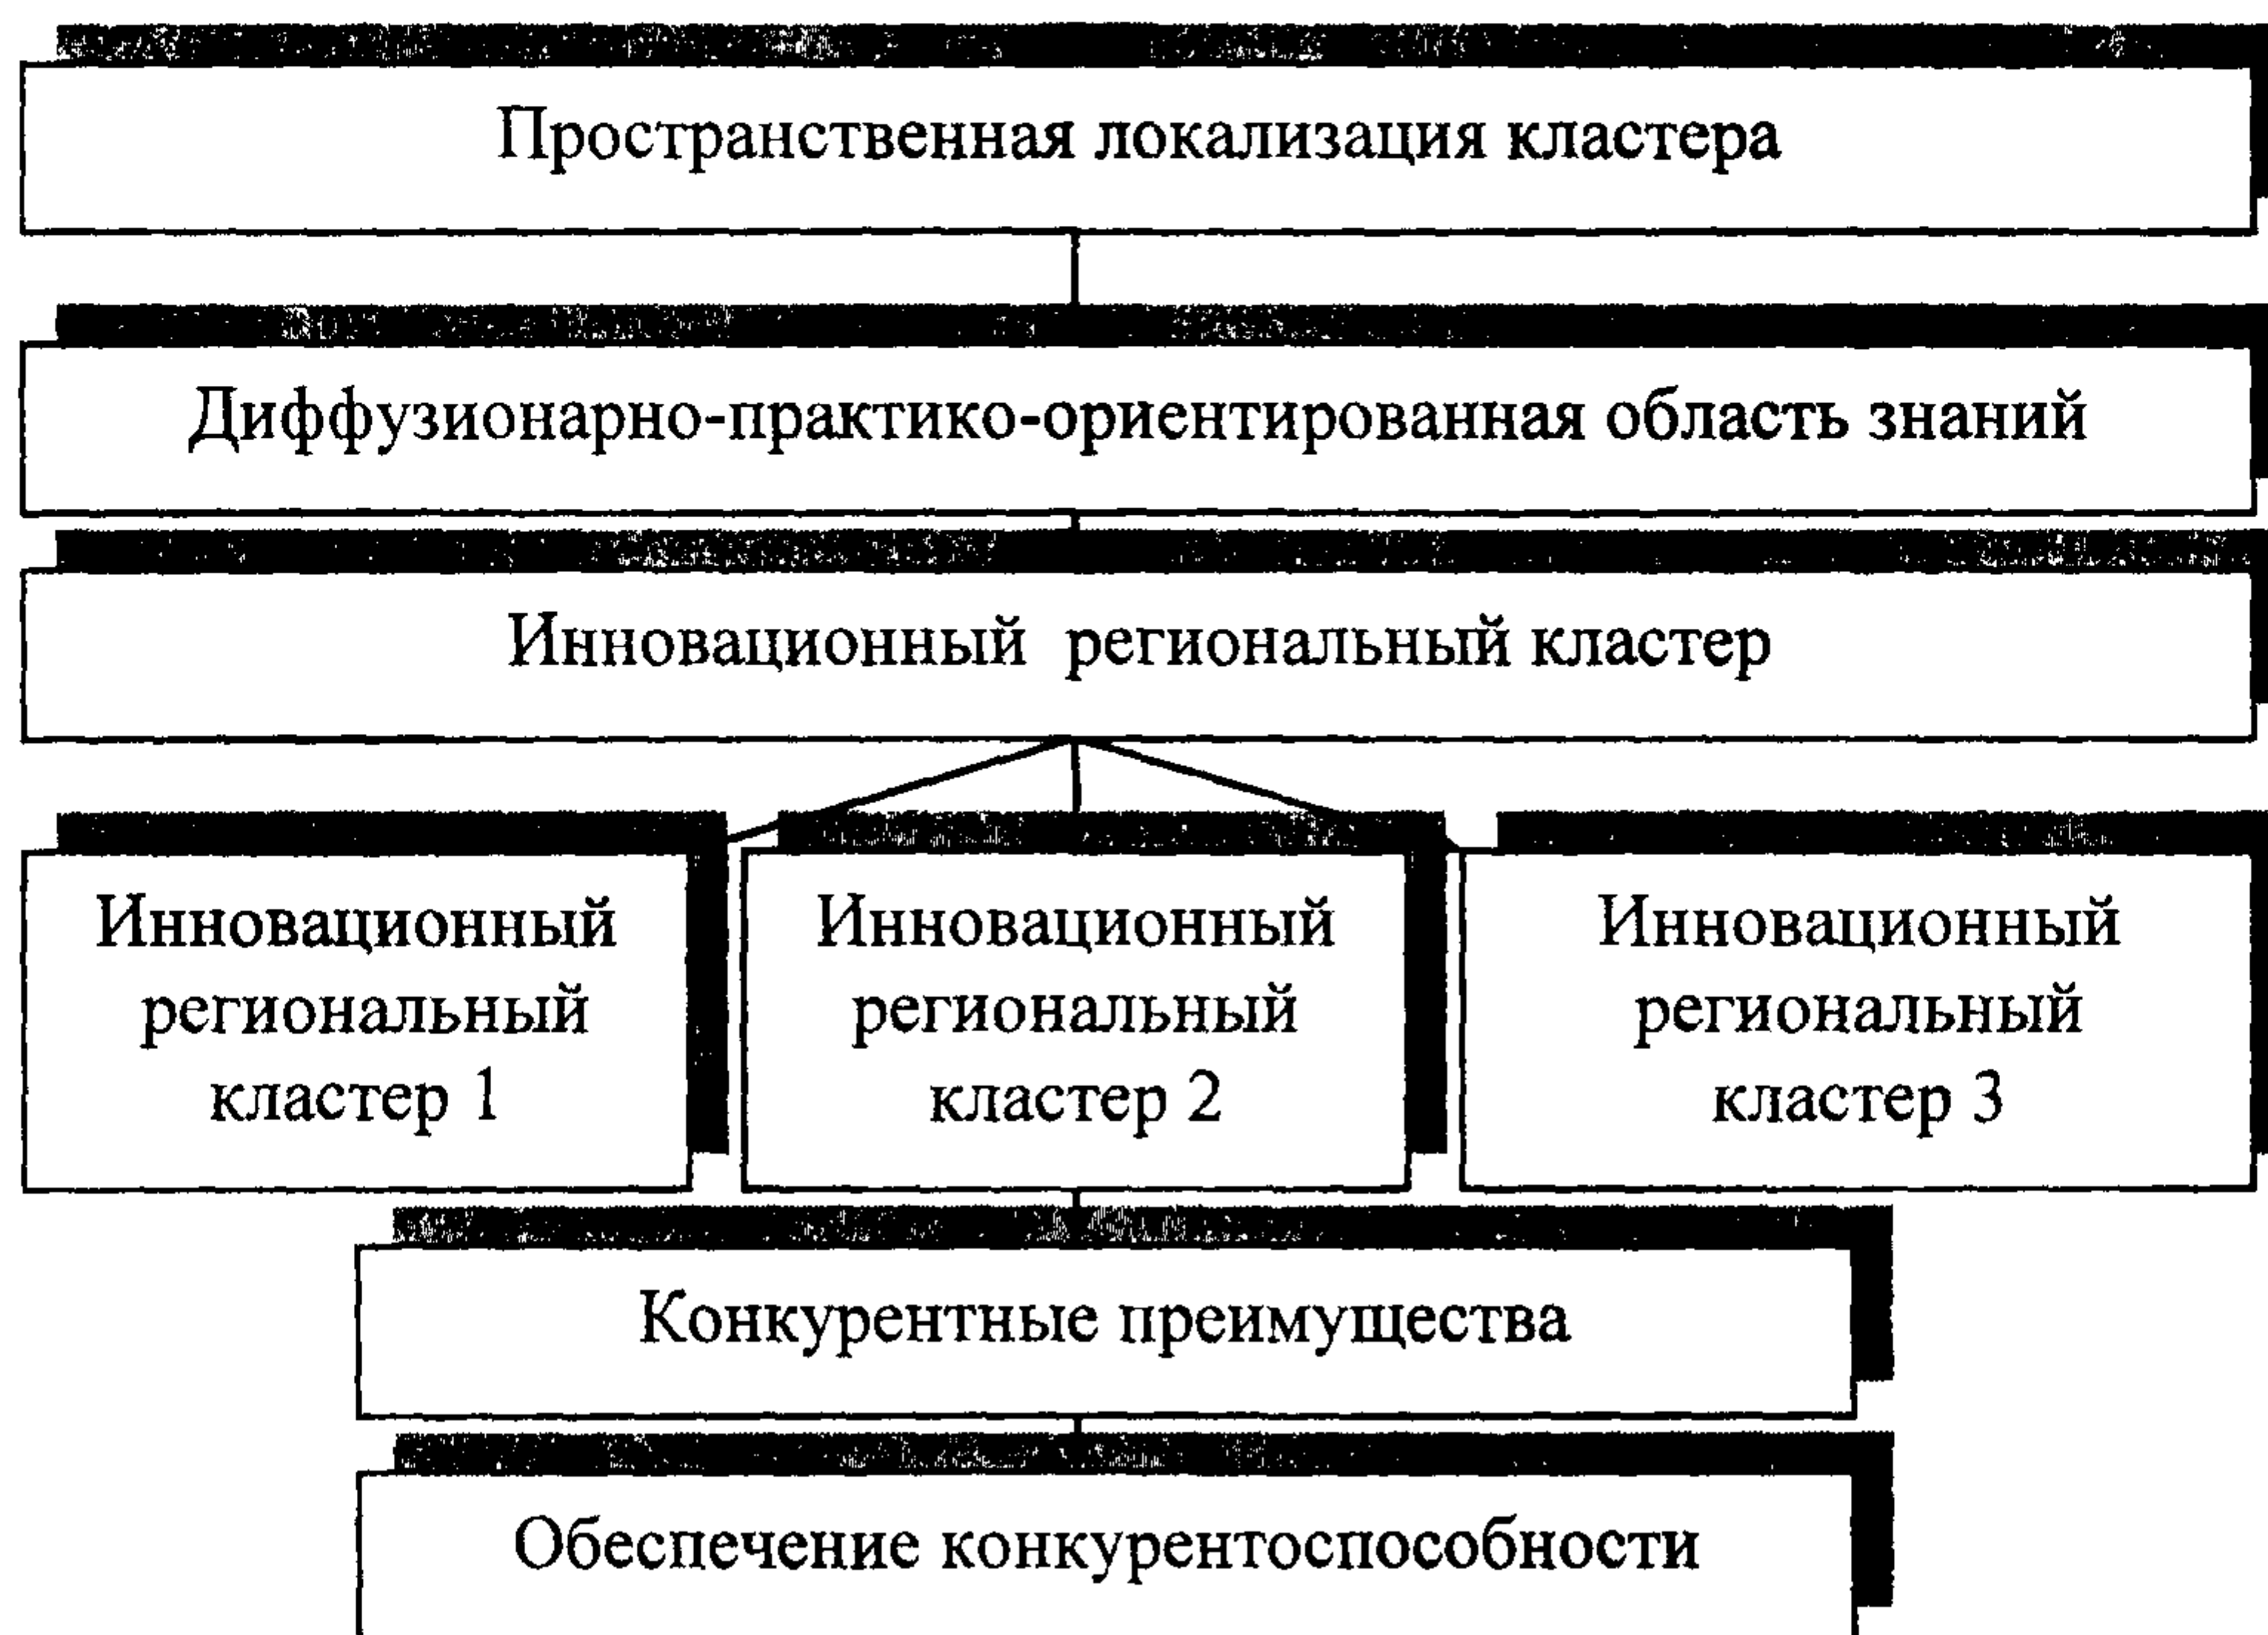 Пространственная локализация кластера
Диффузионарно-практико-ориентированная область знаний
Инновационный региональный кластер
Инновационный
региональный
кластер 1
Инновационный
региональный
кластер 2
Инновационный
региональный
кластер 3
Конкурентные преимущества
Обеспечение конкурентоспособности